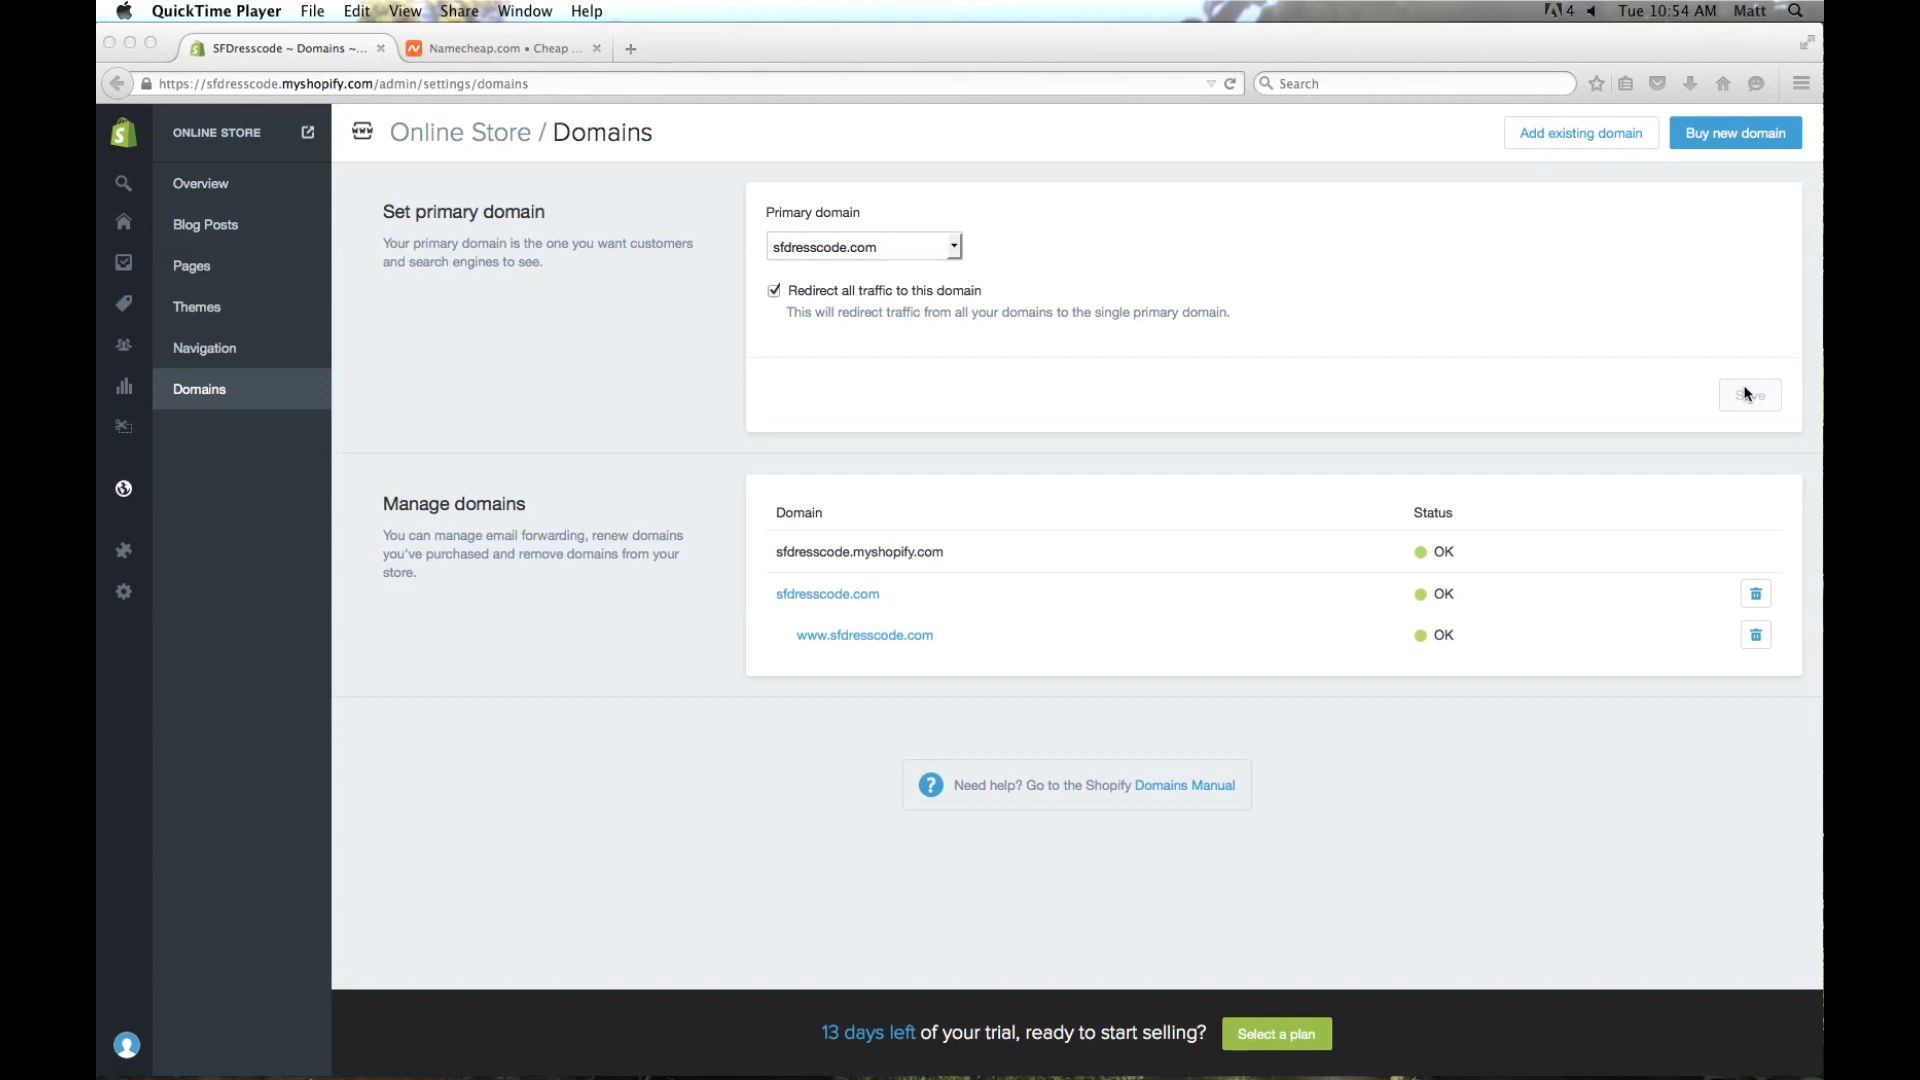 QuickTime Player File Edit View Share Window Help 4 Tue 10:54 AM Matt
SFDresscode ~ Domains ~... Namecheap.com • Cheap ...
https://sfdresscode.myshopify.com/admin/settings/domains Search
ONLINE STORE
Online Store / Domains
Add existing domain
Buy new domain
Overview
Blog Posts
Pages
Themes
Navigation
Domains
Set primary domain
Your primary domain is the one you want customers
and search engines to see.
Primary domain
sfdresscode.com
Redirect all traffic to this domain
This will redirect traffic from all your domains to the single primary domain.
Manage domains
You can manage email forwarding, renew domains
you've purchased and remove domains from your
store.
Domain Status
sfdresscode.myshopify.com OK
sfdresscode.com OK
www.sfdresscode.com OK
Need help? Go to the Shopify Domains Manual
13 days left of your trial, ready to start selling? Select a plan